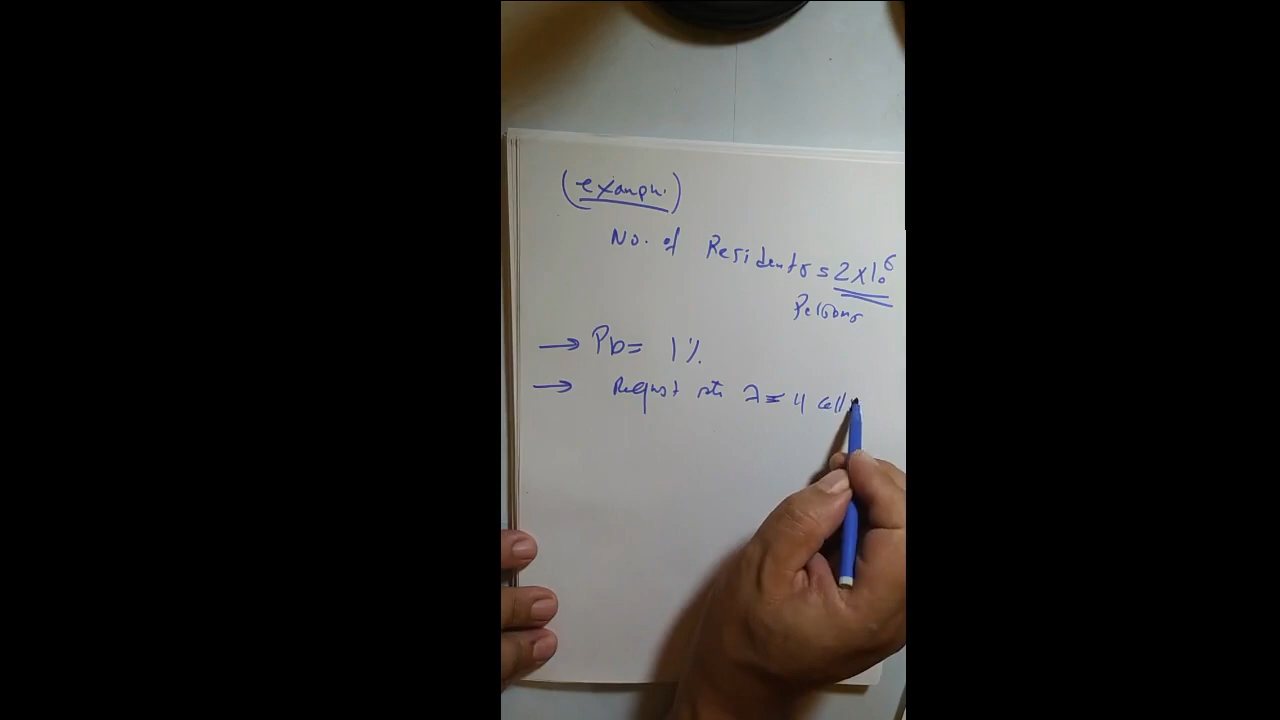 (example.)
No. of Residents = 2x10^6
Persons
→ Pb = 1%
→ Request rate λ = 4 call